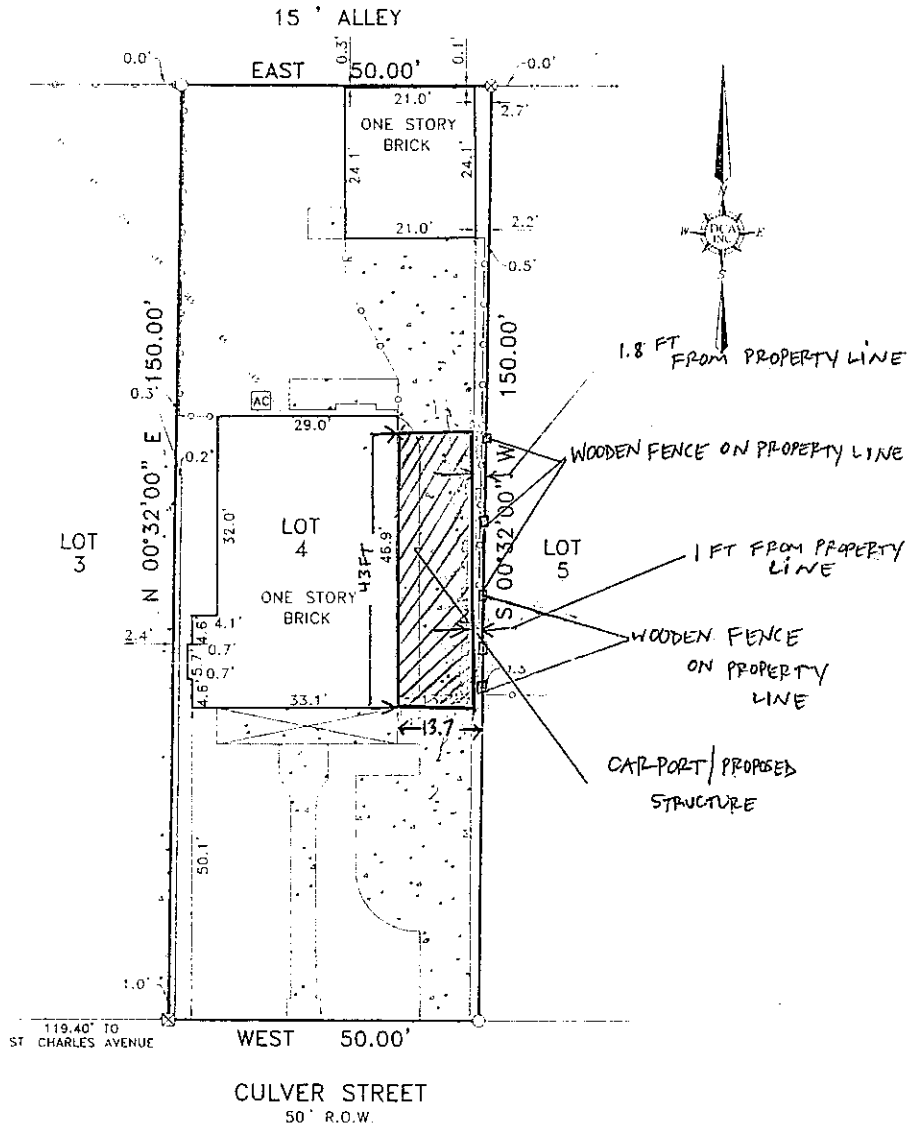 15 ' ALLEY
0.0'
EAST 50.00'
0.3'
0.1'
0.0'
21.0'
2.7'
ONE STORY
BRICK
24.1'
24.1'
21.0'
2.2'
0.5'
N
W
DCA
INC
E
S
1.8 FT
FROM PROPERTY LINE
N 00°32'00" E 150.00'
S 00°32'00" W 150.00'
0.3'
0.2'
AC
29.0'
WOODEN FENCE ON PROPERTY LINE
32.0'
43FT
46.9'
LOT
3
LOT
4
LOT
5
1 FT FROM PROPERTY
LINE
ONE STORY
BRICK
4.6'
4.1'
2.4'
0.7'
5.7'
0.7'
4.6'
33.1'
WOODEN FENCE
ON PROPERTY
LINE
1.3
13.7
CARPORT/PROPOSED
STRUCTURE
50.1'
1.0'
119.40' TO
ST CHARLES AVENUE
WEST 50.00'
CULVER STREET
50' R.O.W.